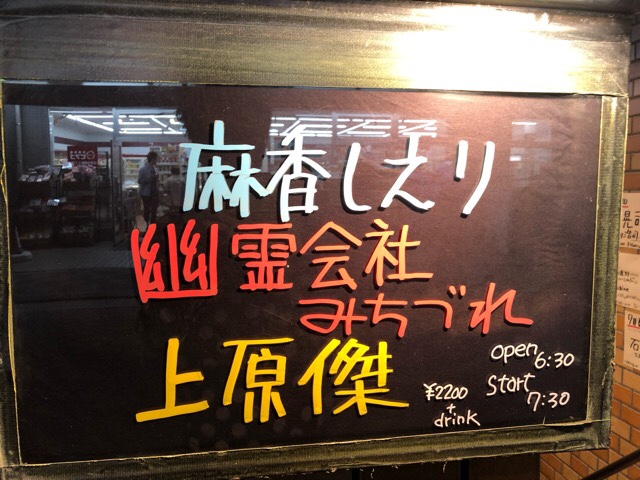 麻香しえり
幽霊会社
みちづれ
上原傑
¥2200
+
drink
open
6:30
Start
7:30